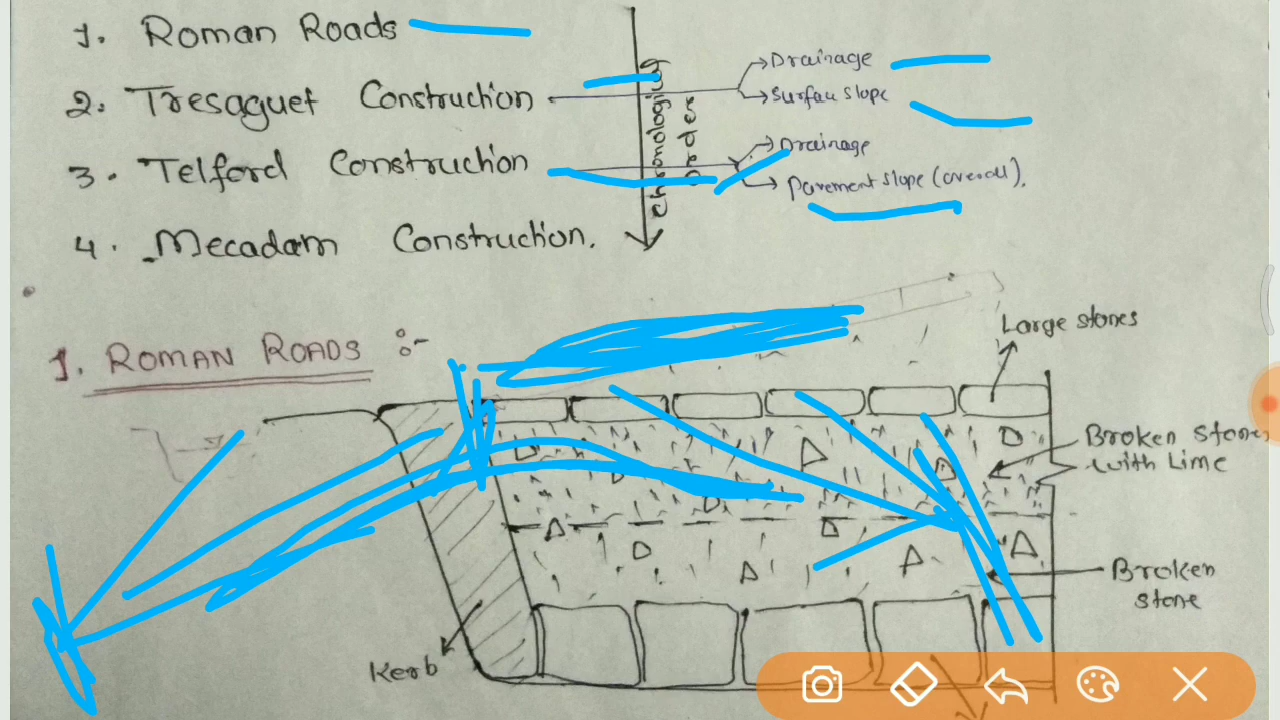 1. Roman Roads
2. Tresaguet Construction
Drainage
Surface slope
3. Telford Construction
Drainage
Pavement slope (overall).
4. Mecadam Construction.
Chronological
order
1. ROMAN ROADS :-
Large stones
Broken stone
with Lime
Broken
stone
Kerb